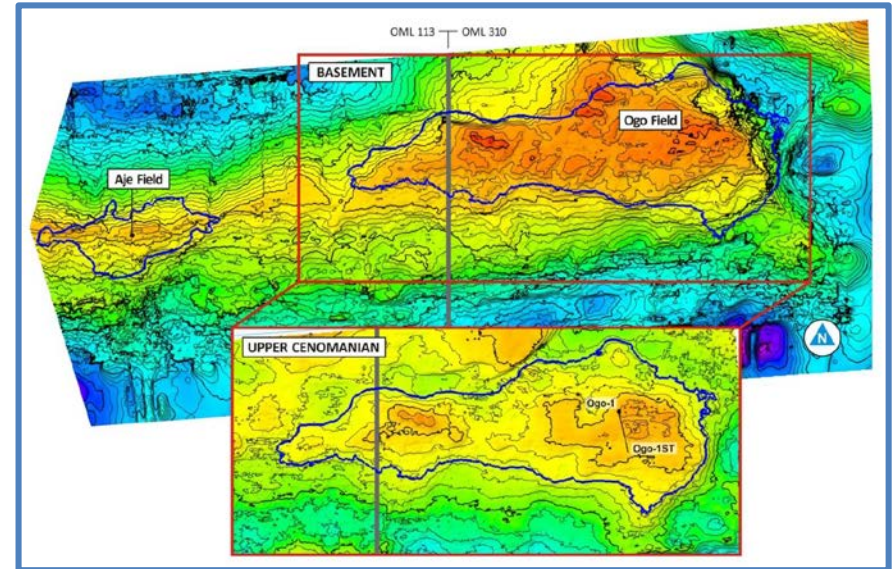 OML 113 OML 310
BASEMENT
Ogo Field
Aje Field
N
UPPER CENOMANIAN
Ogo-1
Ogo-1ST